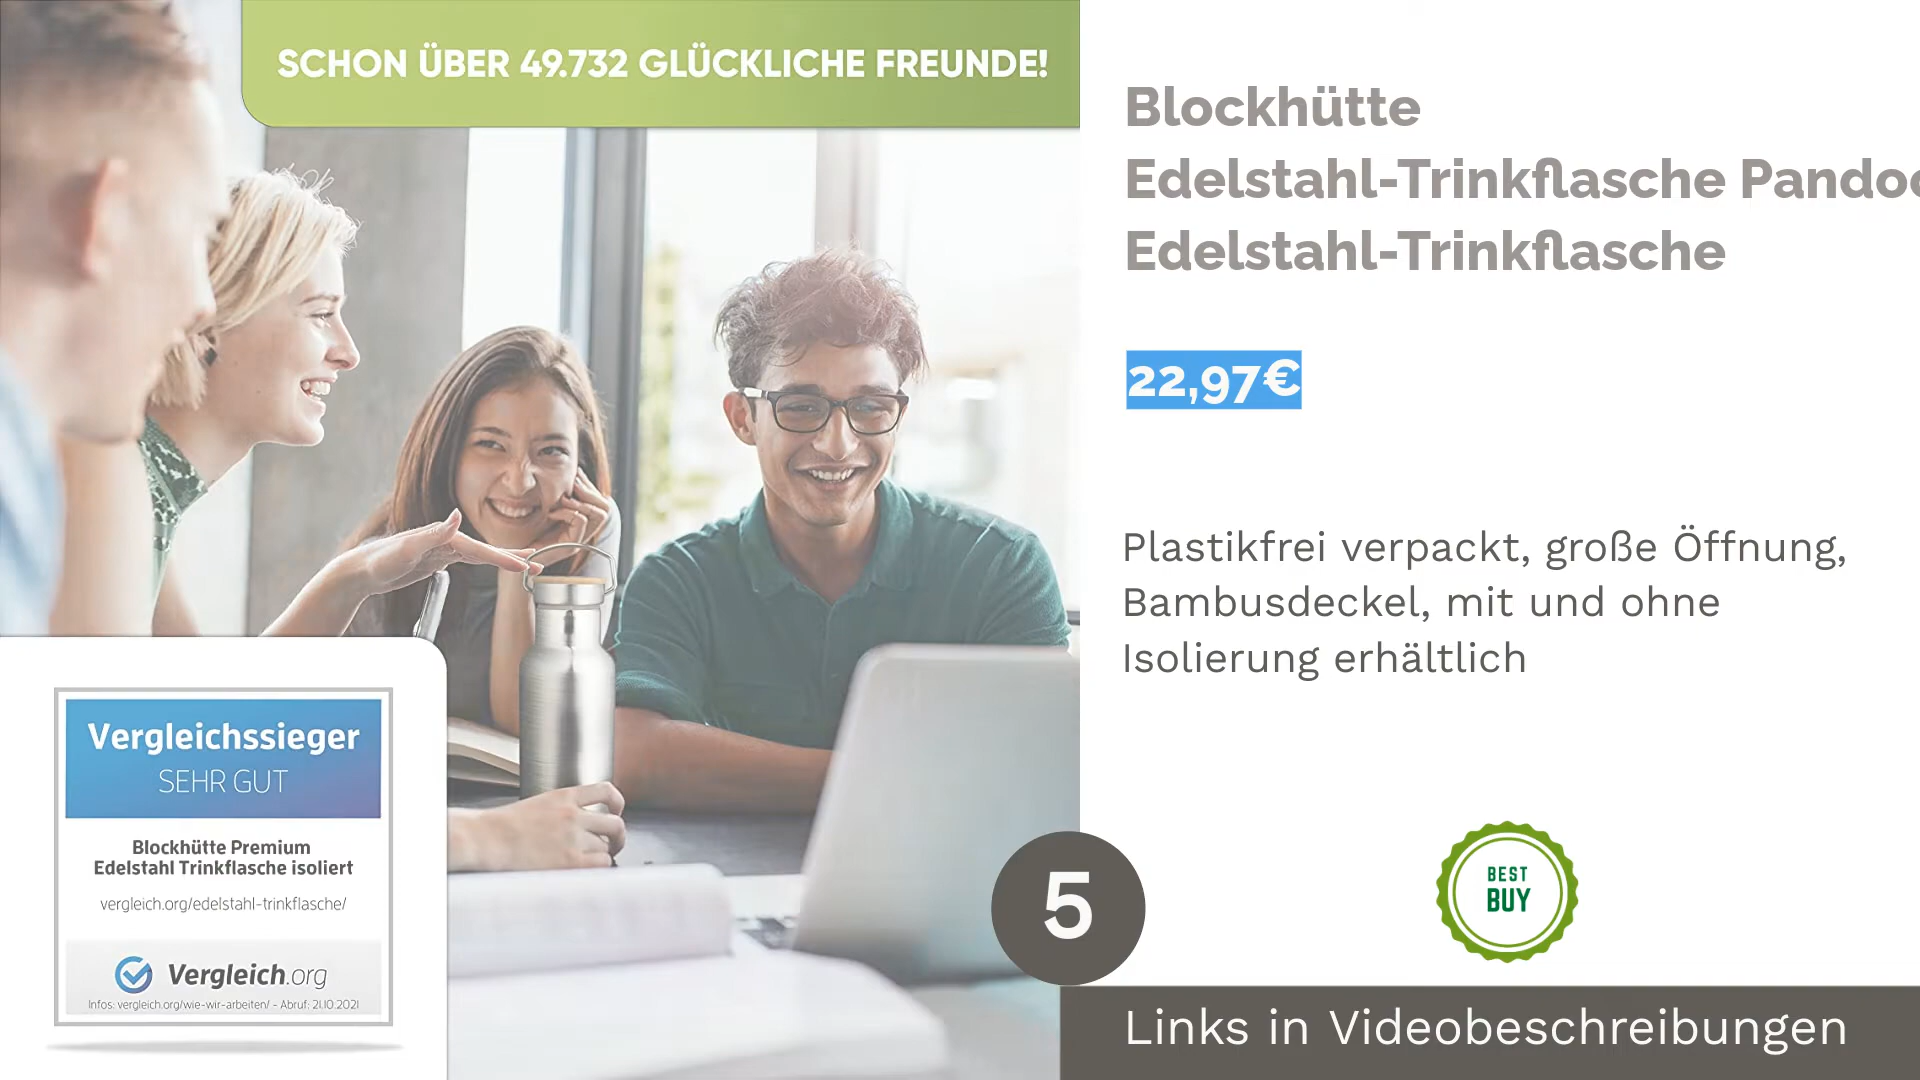 SCHON ÜBER 49.732 GLÜCKLICHE FREUNDE!
Blockhütte
Edelstahl-Trinkflasche
Edelstahl-Trinkflasche
22,97€
Plastikfrei verpackt, große Öffnung,
Bambusdeckel, mit und ohne
Isolierung erhältlich
Vergleichssieger
SEHR GUT
Blockhütte Premium
Edelstahl Trinkflasche isoliert
vergleich.org/edelstahl-trinkflasche/
Vergleich.org
Infos: vergleich.org/wie-wir-arbeiten/ - Abruf: 21.10.2021
5
BEST
BUY
Links in Videobeschreibungen